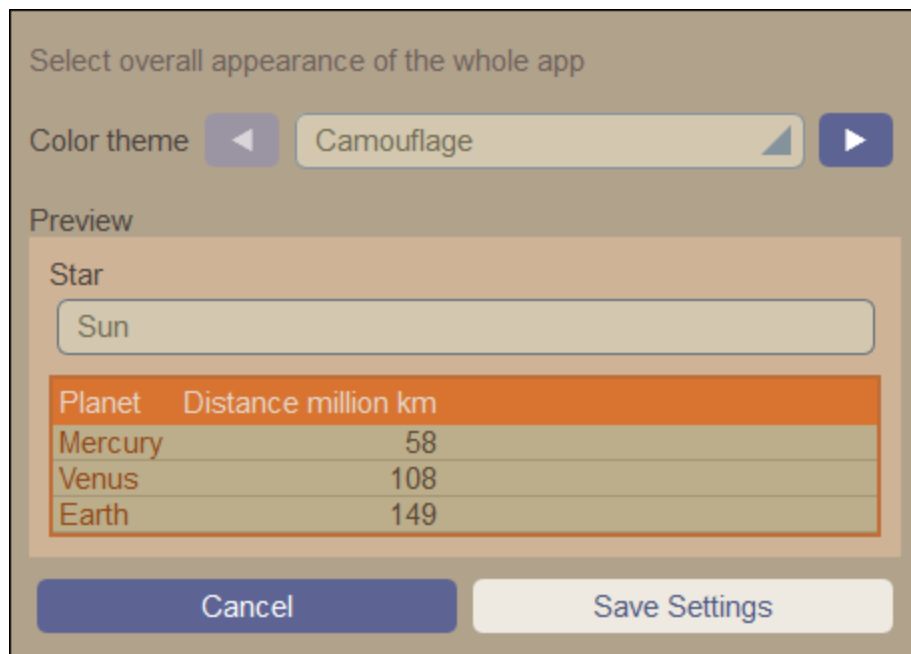 Select overall appearance of the whole app
Color theme ◀ Camouflage ▶
Preview
Star
Sun
Planet Distance million km
Mercury 58
Venus 108
Earth 149
Cancel Save Settings